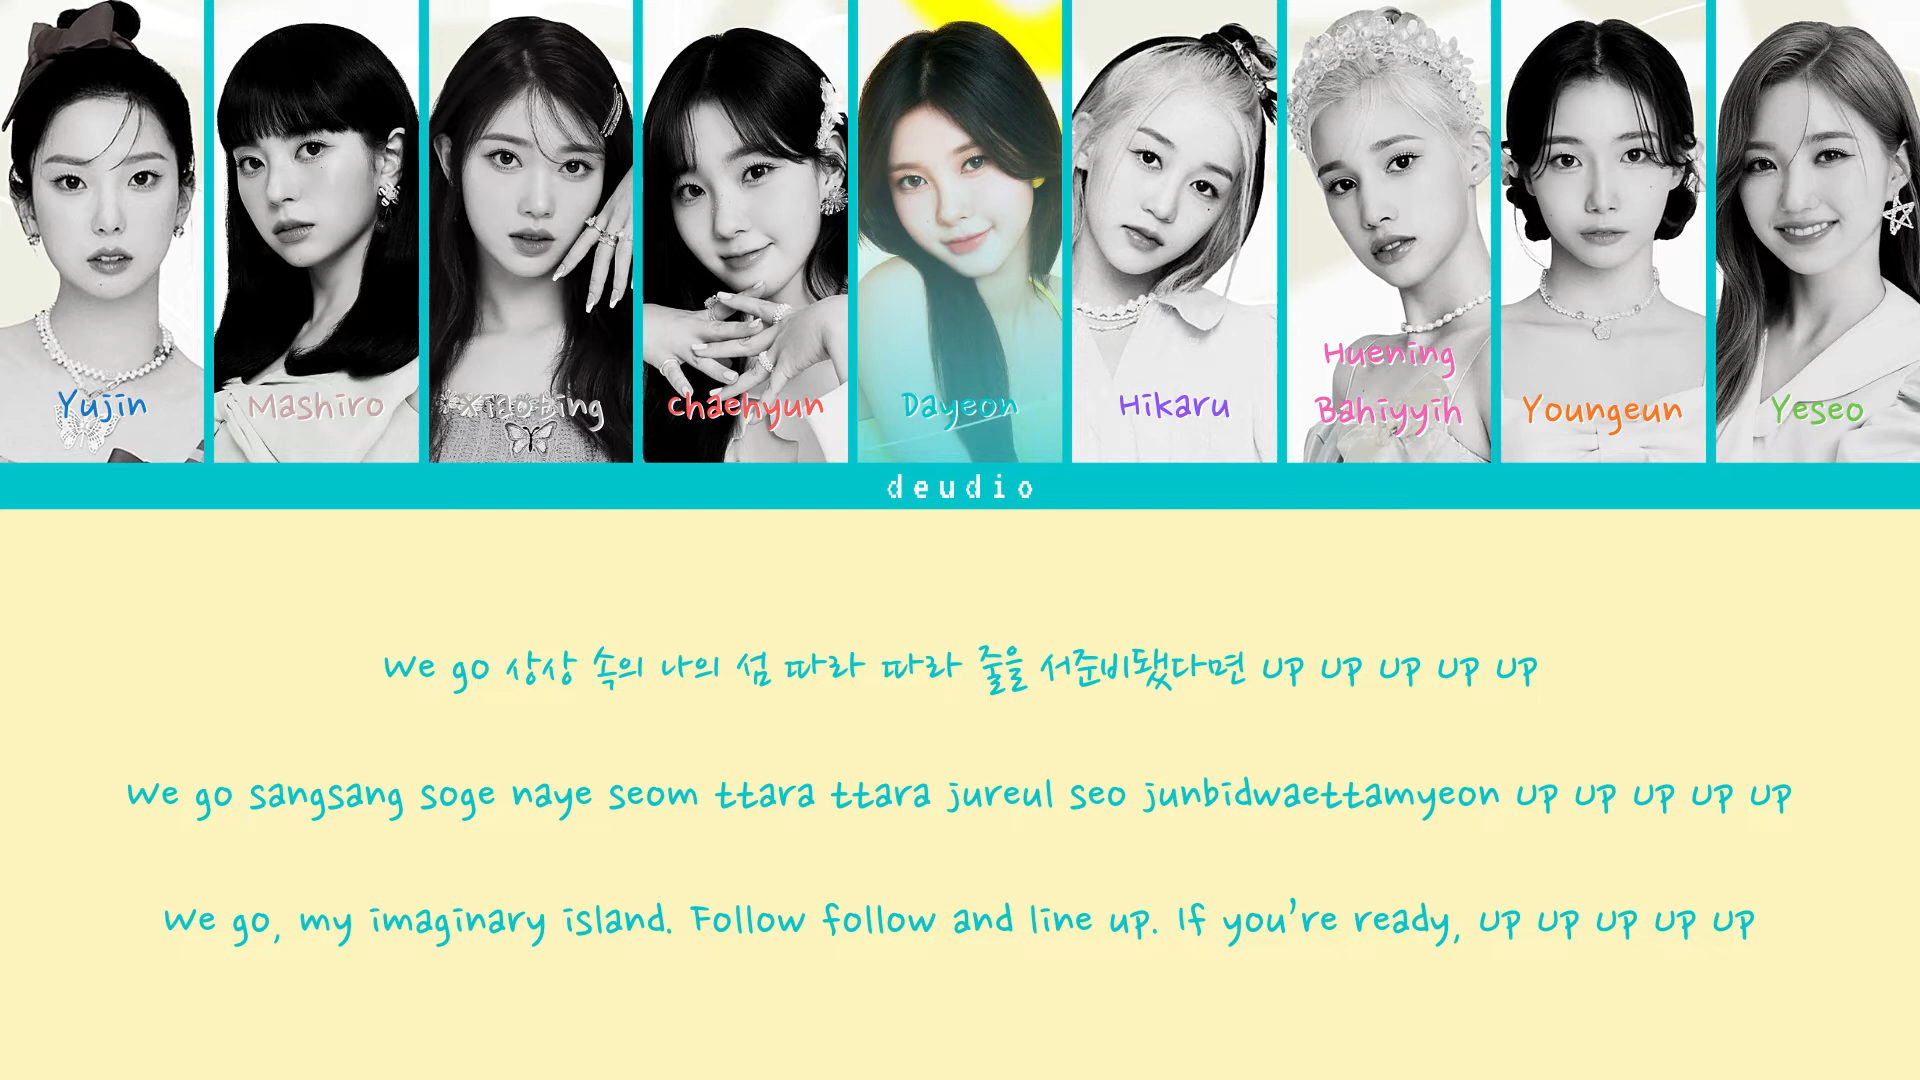 Yujin
Mashiro
Xiaoting
Chaehyun
Dayeon
Hikaru
Huening
Bahiyyih
Youngeun
Yeseo
deudio
We go 상상 속의 나의 섬 따라 따라 줄을 서준비됐다면 up up up up up
We go sangsang soge naye seom ttara ttara jureul seo junbidwaettamyeon up up up up up
We go, my imaginary island. Follow follow and line up. If you're ready, up up up up up